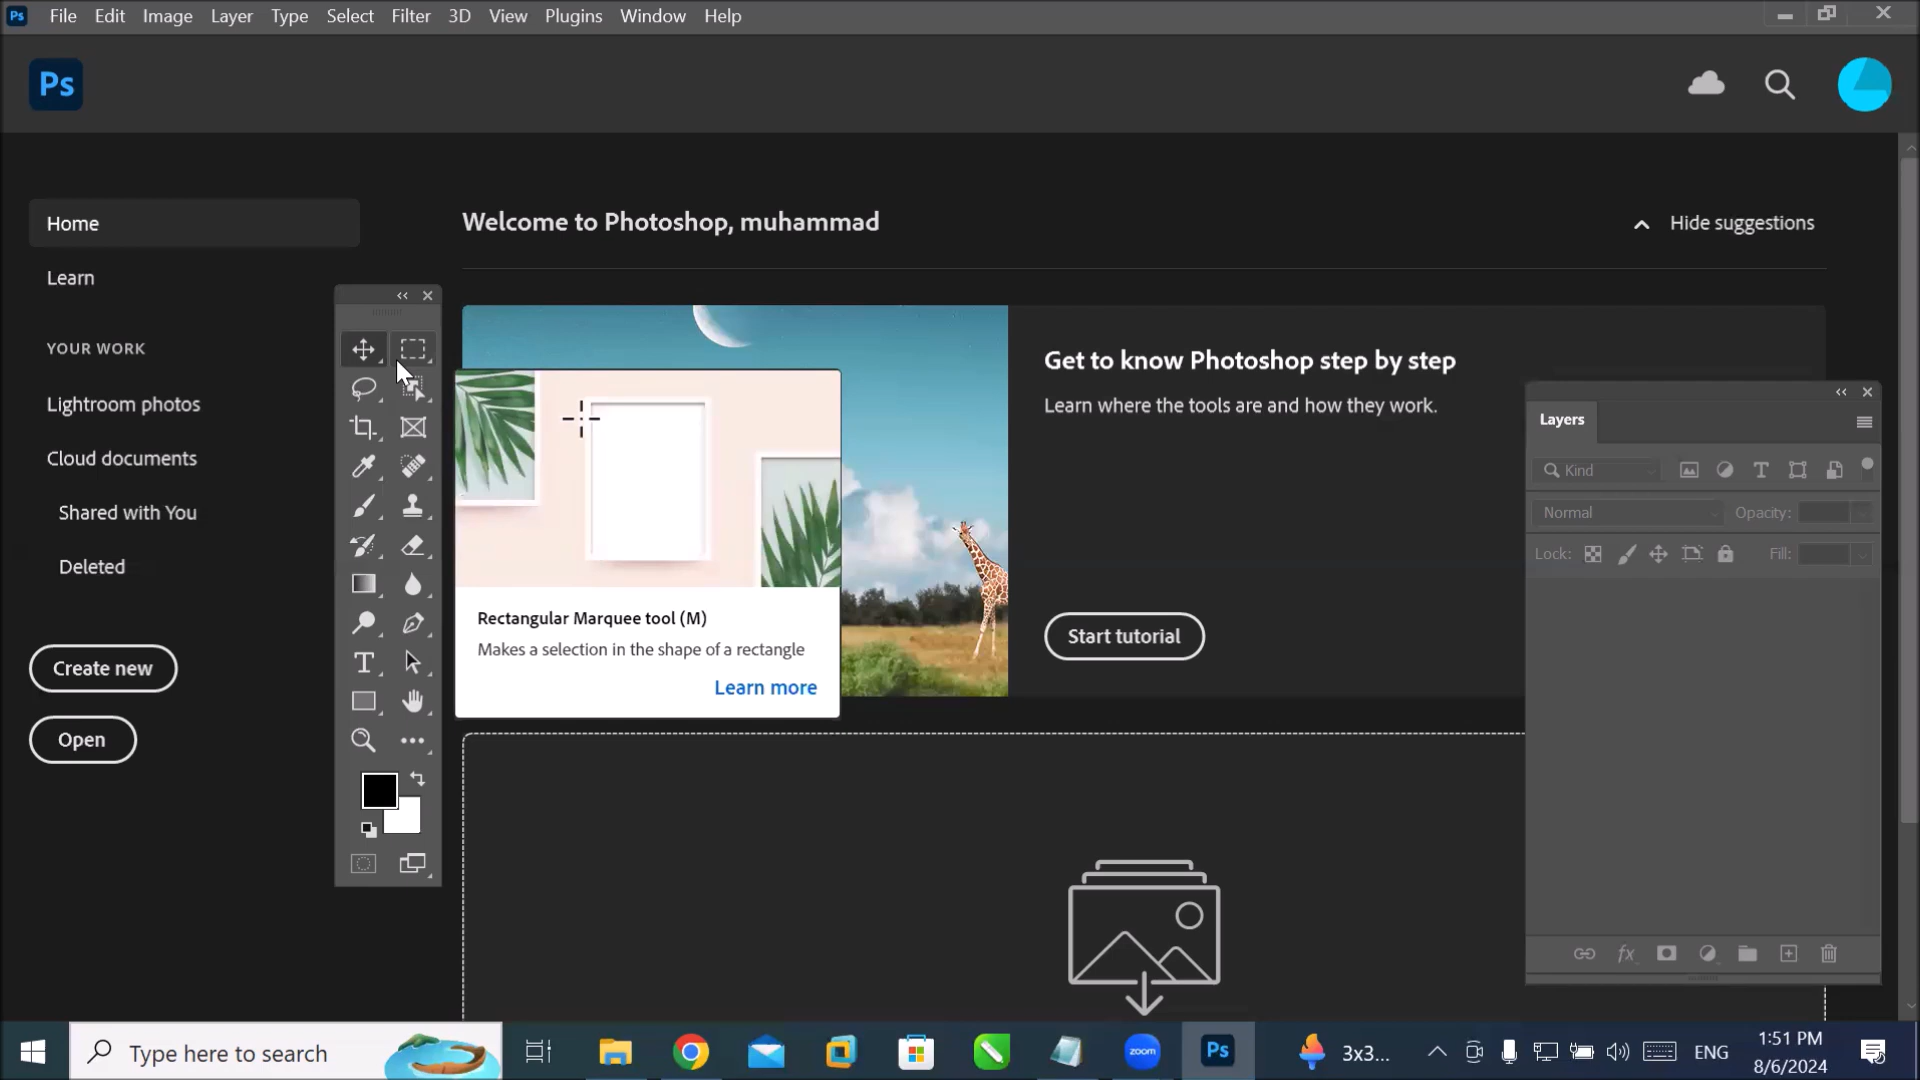 Ps File Edit Image Layer Type Select Filter 3D View Plugins Window Help
Ps
Home
Learn
YOUR WORK
Lightroom photos
Cloud documents
Shared with You
Deleted
Create new
Open
Welcome to Photoshop, muhammad
Hide suggestions
Get to know Photoshop step by step
Learn where the tools are and how they work.
Start tutorial
Rectangular Marquee tool (M)
Makes a selection in the shape of a rectangle
Learn more
T
Layers
Kind
T
Normal Opacity:
Lock: Fill:
fx
Type here to search
zoom
Ps
3x3...
ENG
1:51 PM
8/6/2024